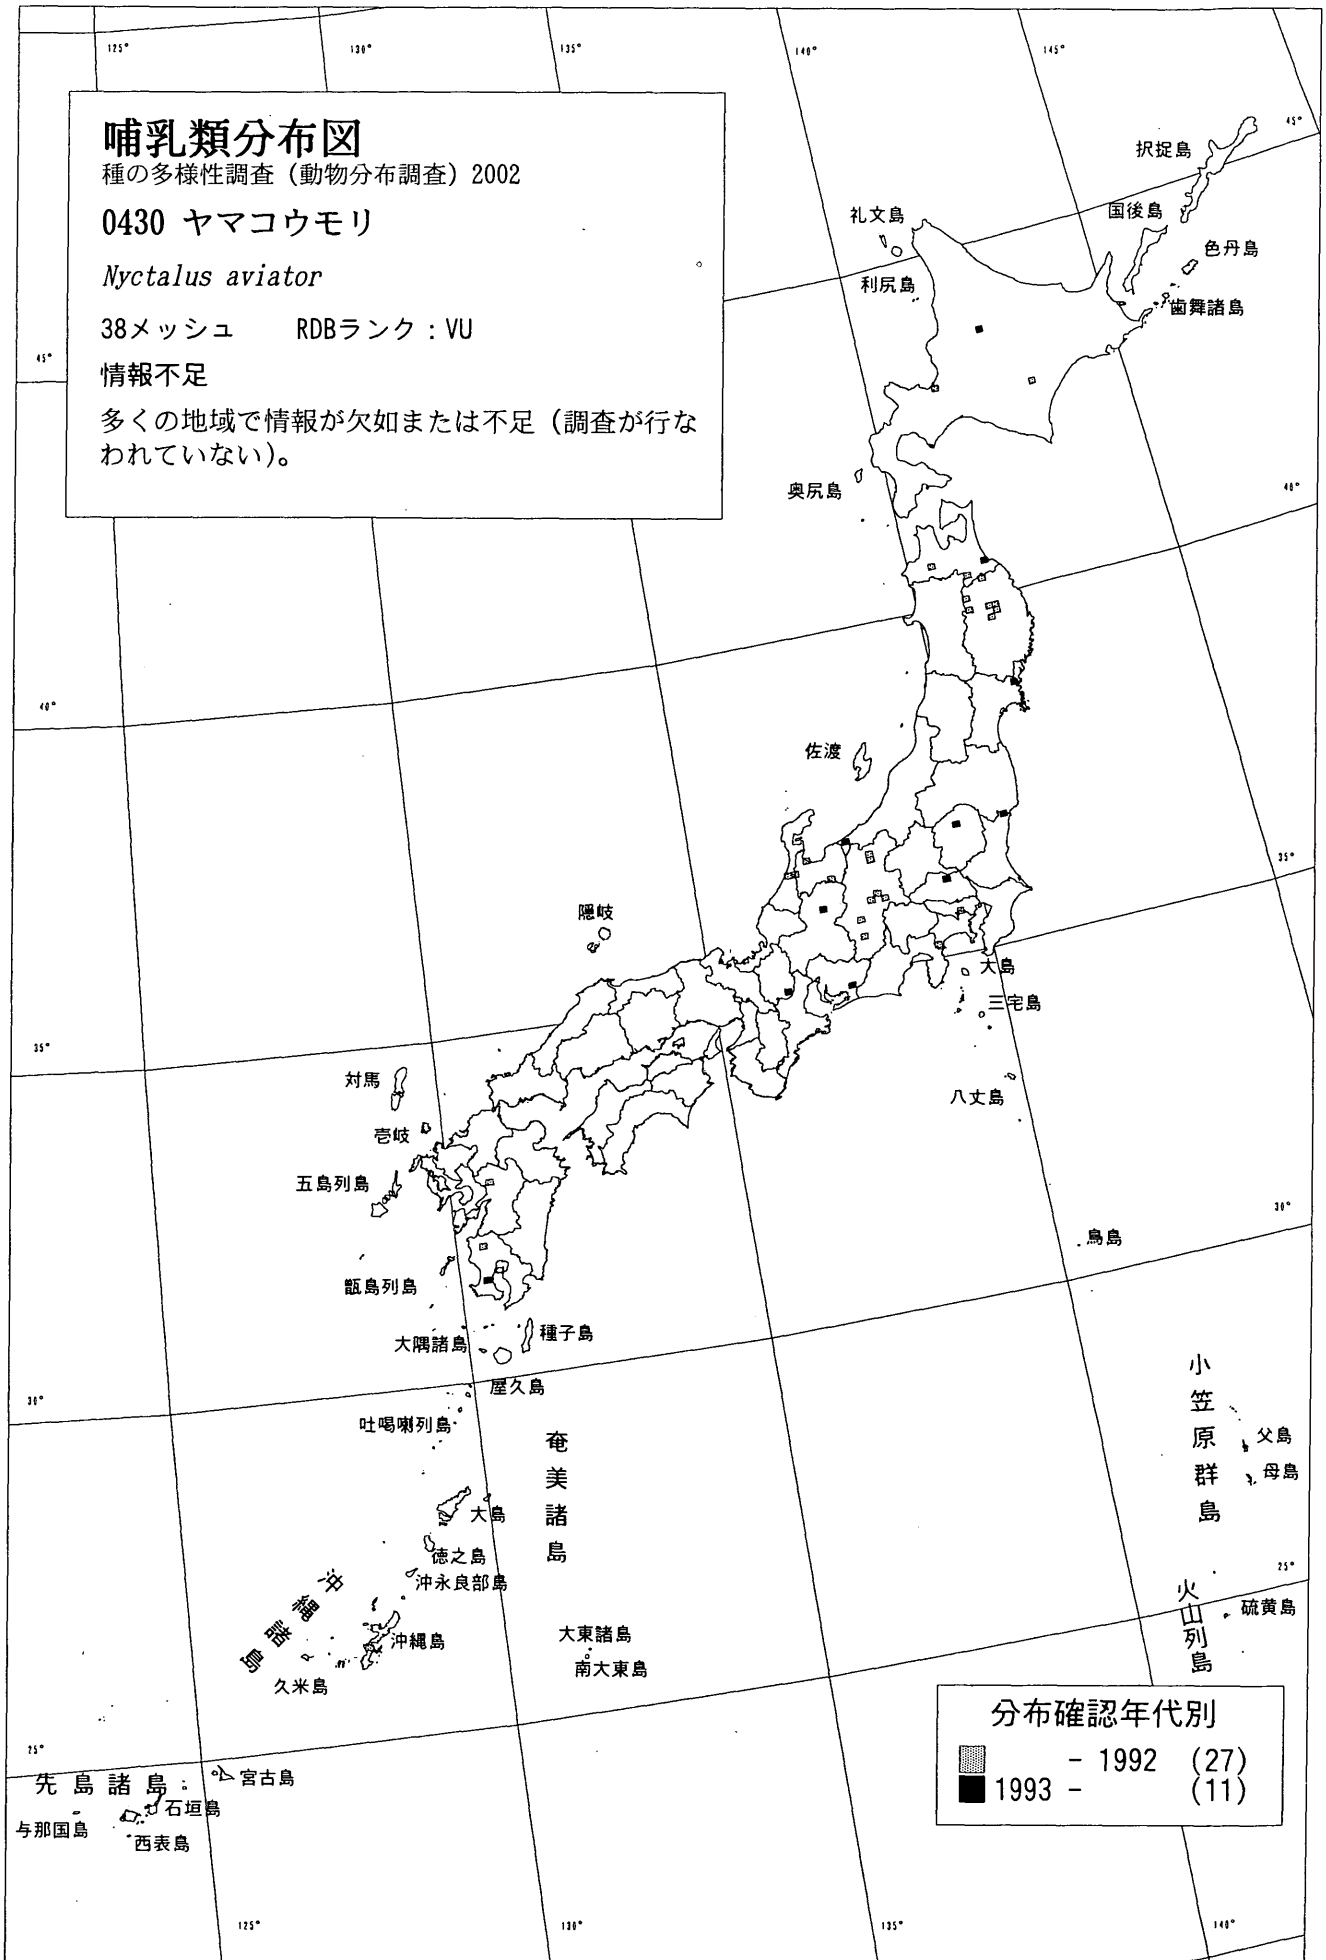 125°
130°
135°
140°
145°
哺乳類分布図
種の多様性調査（動物分布調査）2002
0430 ヤマコウモリ
Nyctalus aviator
38メッシュ RDBランク：VU
情報不足
多くの地域で情報が欠如または不足（調査が行な
われていない）。
45°
択捉島
礼文島
国後島
色丹島
利尻島
歯舞諸島
45°
奥尻島
40°
40°
佐渡
35°
隠岐
大島
三宅島
35°
対馬
八丈島
壱岐
五島列島
30°
鳥島
甑島列島
大隅諸島
種子島
屋久島
30°
吐喝喇列島
奄美諸島
小笠原群島
父島
母島
大島
徳之島
沖永良部島
25°
沖縄諸島
火山列島
硫黄島
沖縄島
大東諸島
南大東島
久米島
分布確認年代別
- 1992 (27)
1993 - (11)
25°
先島諸島
宮古島
石垣島
与那国島
西表島
125°
130°
135°
140°